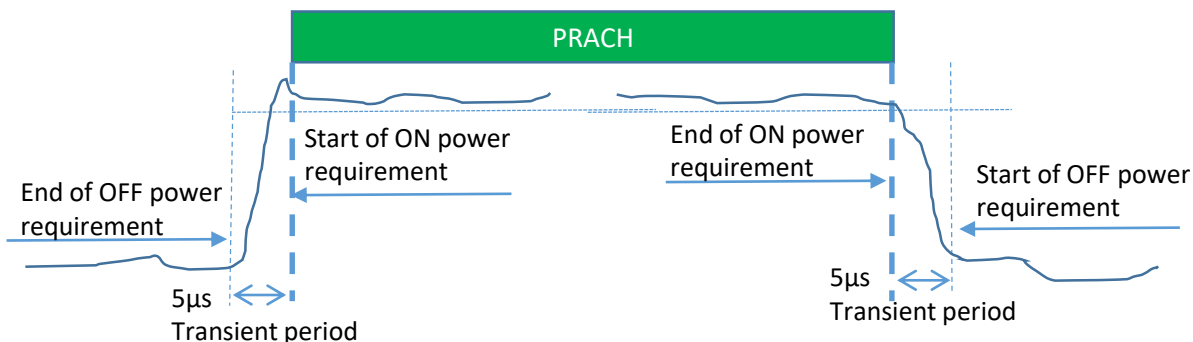 PRACH
Start of ON power
requirement
End of ON power
requirement
End of OFF power
requirement
Start of OFF power
requirement
5µs
Transient period
5µs
Transient period